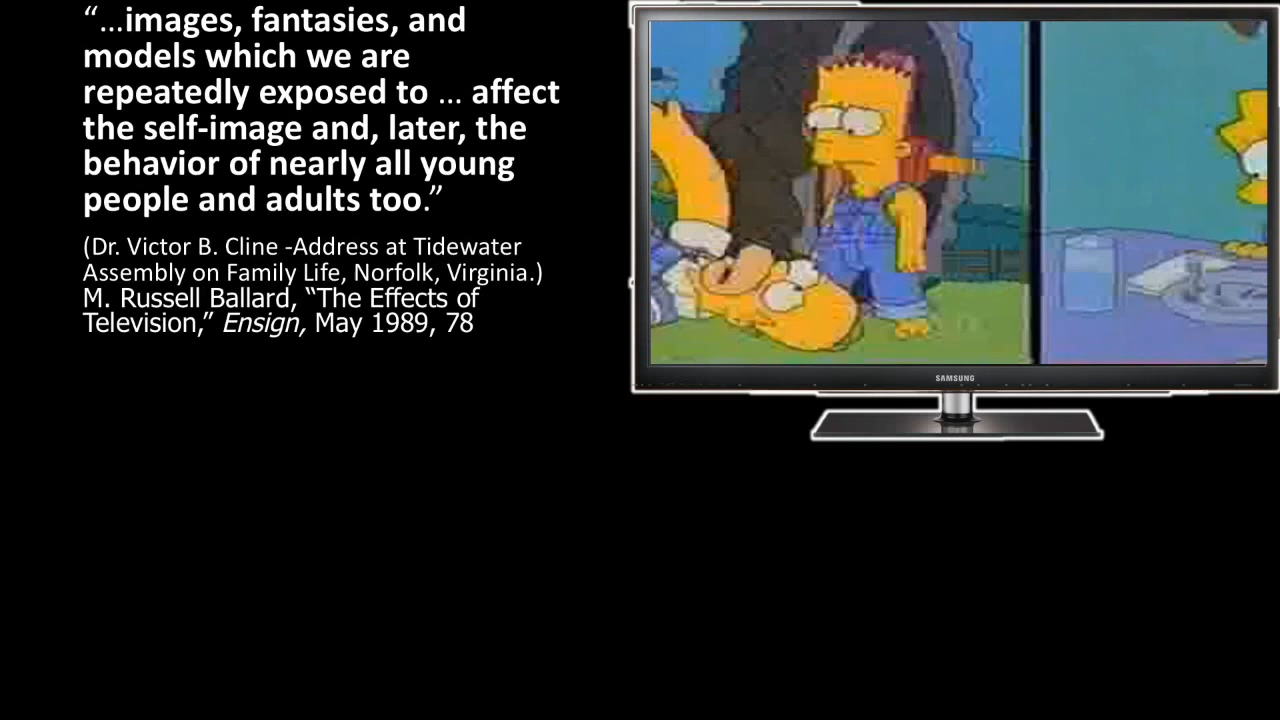 “…images, fantasies, and
models which we are
repeatedly exposed to … affect
the self-image and, later, the
behavior of nearly all young
people and adults too.”
(Dr. Victor B. Cline -Address at Tidewater
Assembly on Family Life, Norfolk, Virginia.)
M. Russell Ballard, “The Effects of
Television,” Ensign, May 1989, 78
SAMSUNG